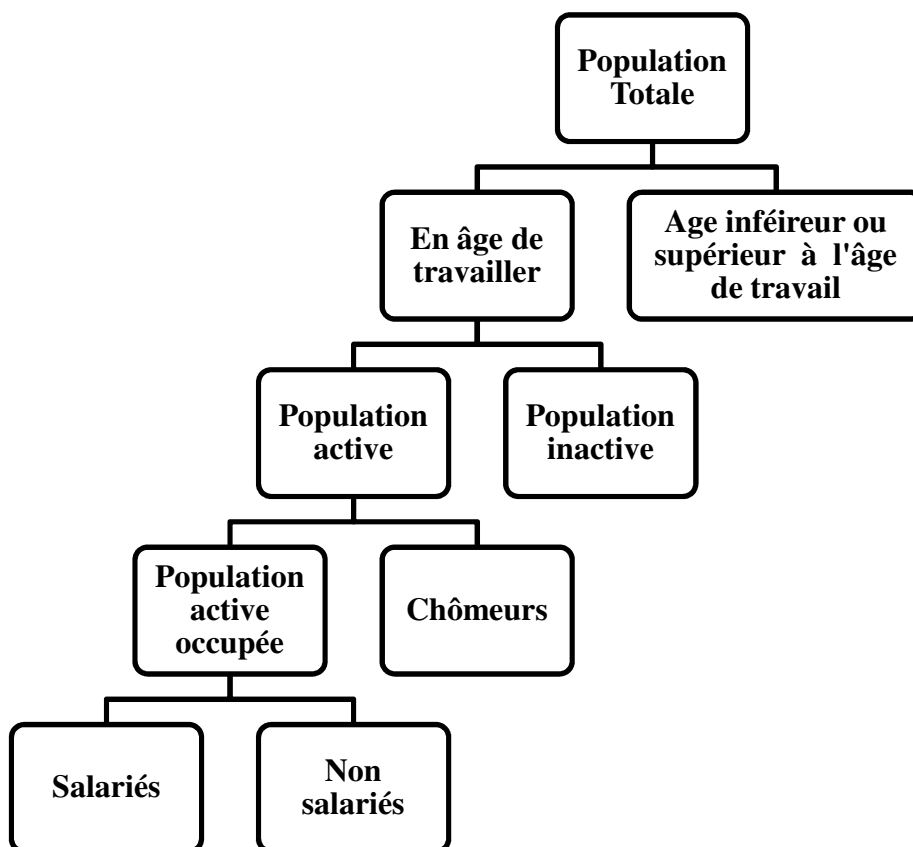 Population
Totale
En âge de
travailler
Age inféireur ou
supérieur à l'âge
de travail
Population
active
Population
inactive
Population
active
occupée
Chômeurs
Salariés
Non
salariés